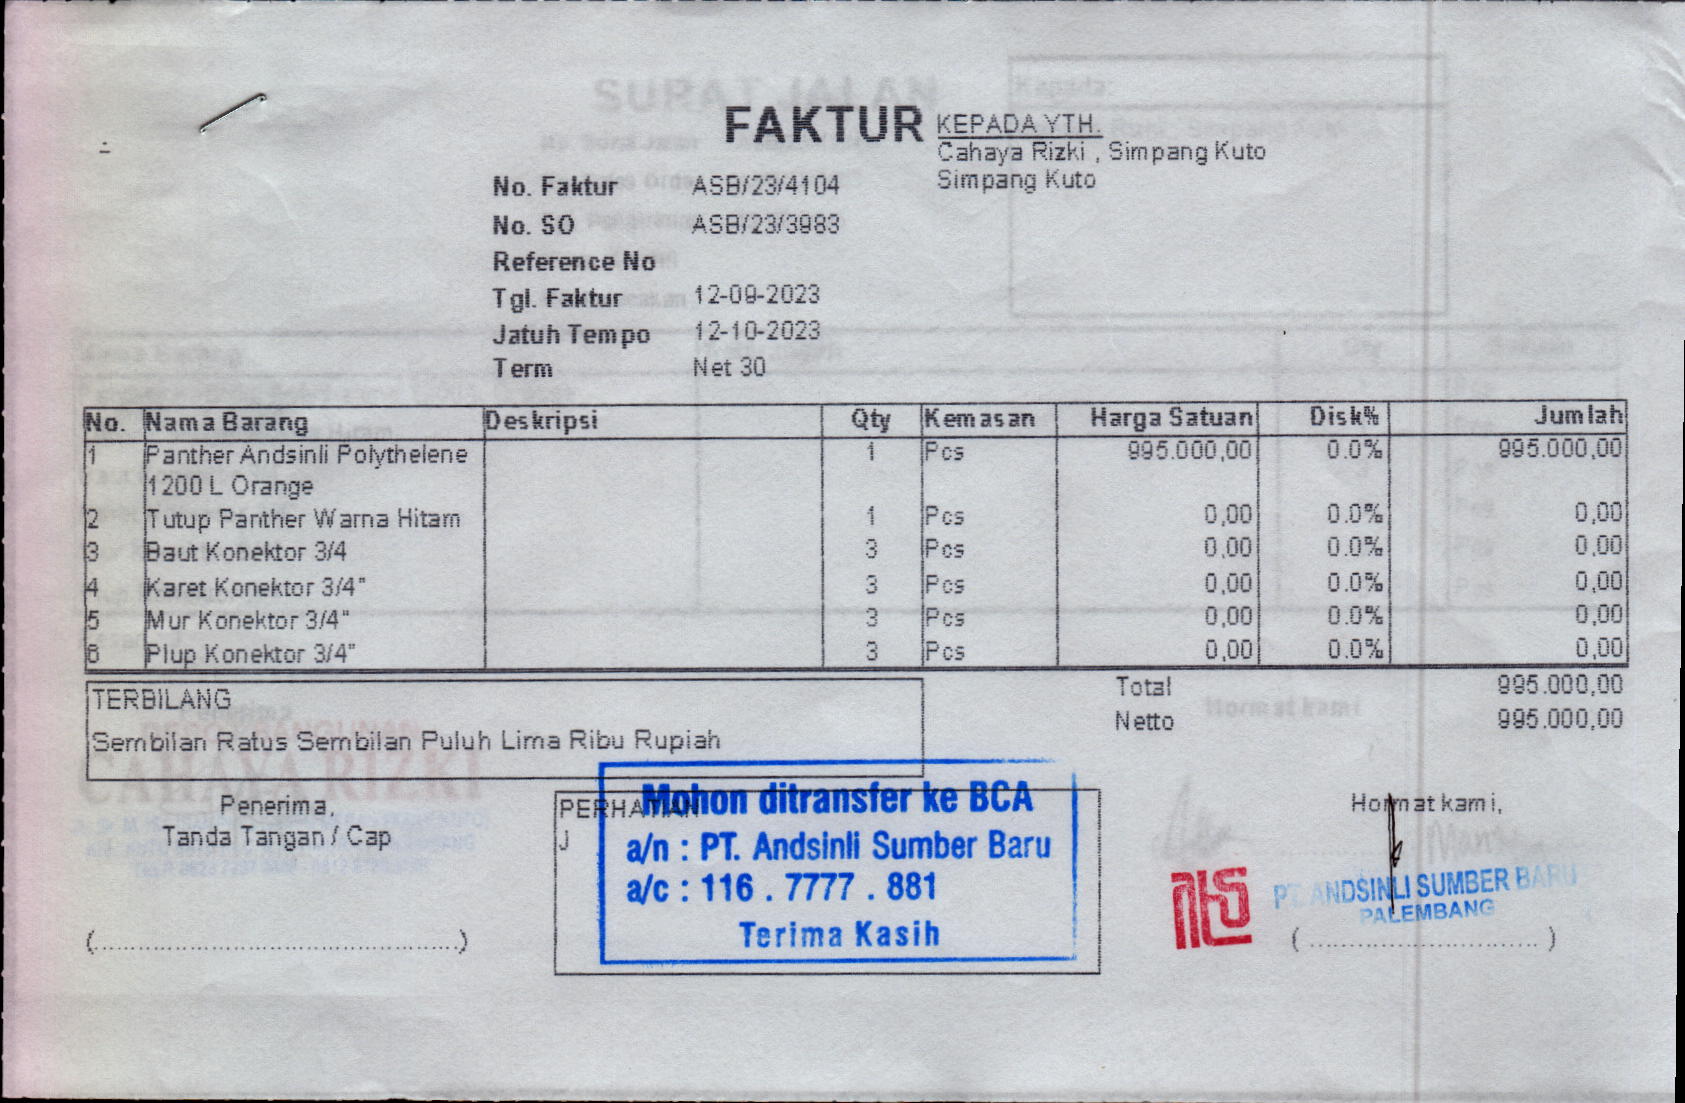 FAKTUR
KEPADA YTH.
Cahaya Rizki , Simpang Kuto
Simpang Kuto
No. Faktur ASB/23/4104
No. SO ASB/23/3983
Reference No
Tgl. Faktur 12-09-2023
Jatuh Tempo 12-10-2023
Term Net 30
No. Nama Barang Deskripsi Qty Kemasan Harga Satuan Disk% Jumlah
1 Panther Andsinli Polythelene 1 Pcs 995.000,00 0.0% 995.000,00
1200 L Orange
2 Tutup Panther Warna Hitam 1 Pcs 0,00 0.0% 0,00
3 Baut Konektor 3/4 3 Pcs 0,00 0.0% 0,00
4 Karet Konektor 3/4" 3 Pcs 0,00 0.0% 0,00
5 Mur Konektor 3/4" 3 Pcs 0,00 0.0% 0,00
6 Plup Konektor 3/4" 3 Pcs 0,00 0.0% 0,00
Total 995.000,00
Netto 995.000,00
TERBILANG
Sembilan Ratus Sembilan Puluh Lima Ribu Rupiah
Penerima,
Tanda Tangan / Cap
(............................................)
PERHATIAN
J
Mohon ditransfer ke BCA
a/n : PT. Andsinli Sumber Baru
a/c : 116 . 7777 . 881
Terima Kasih
Hormat kami,
PT. ANDSINLI SUMBER BARU
PALEMBANG
( ............................ )
SURAT JALAN
Kepada:
CAHAYA RIZKI
Hormat kami